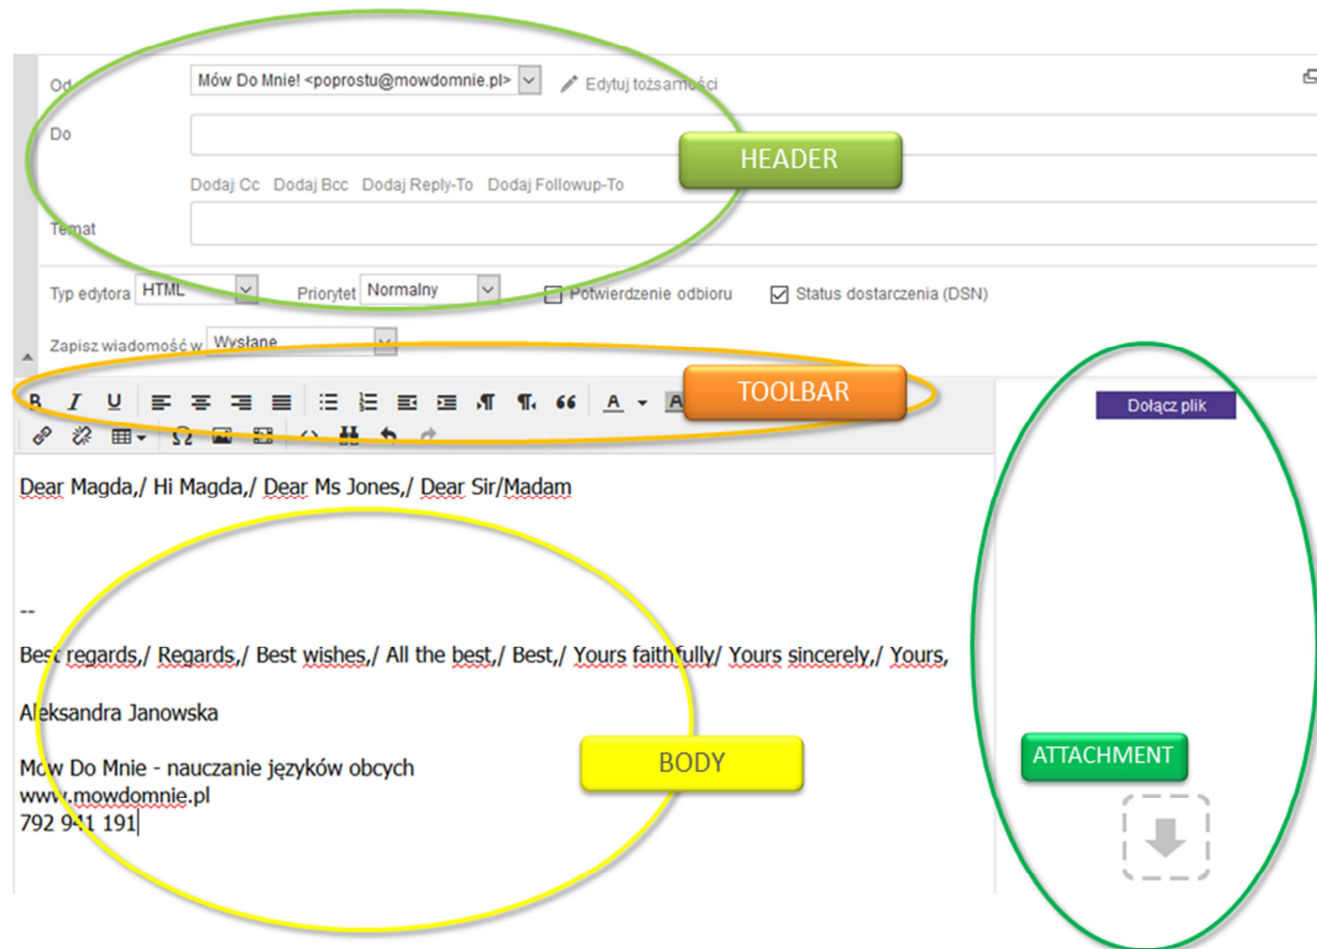 Od Mów Do Mnie! <poprostu@mowdomnie.pl> Edytuj tożsamości
Do
HEADER
Dodaj Cc Dodaj Bcc Dodaj Reply-To Dodaj Followup-To
Temat
Typ edytora HTML Priorytet Normalny Potwierdzenie odbioru Status dostarczenia (DSN)
Zapisz wiadomość w Wysłane
TOOLBAR
B I U A A
Dołącz plik
Dear Magda,/ Hi Magda,/ Dear Ms Jones,/ Dear Sir/Madam
--
Best regards,/ Regards,/ Best wishes,/ All the best,/ Best,/ Yours faithfully/ Yours sincerely,/ Yours,
Aleksandra Janowska
Mów Do Mnie - nauczanie języków obcych
www.mowdomnie.pl
792 941 191
BODY
ATTACHMENT